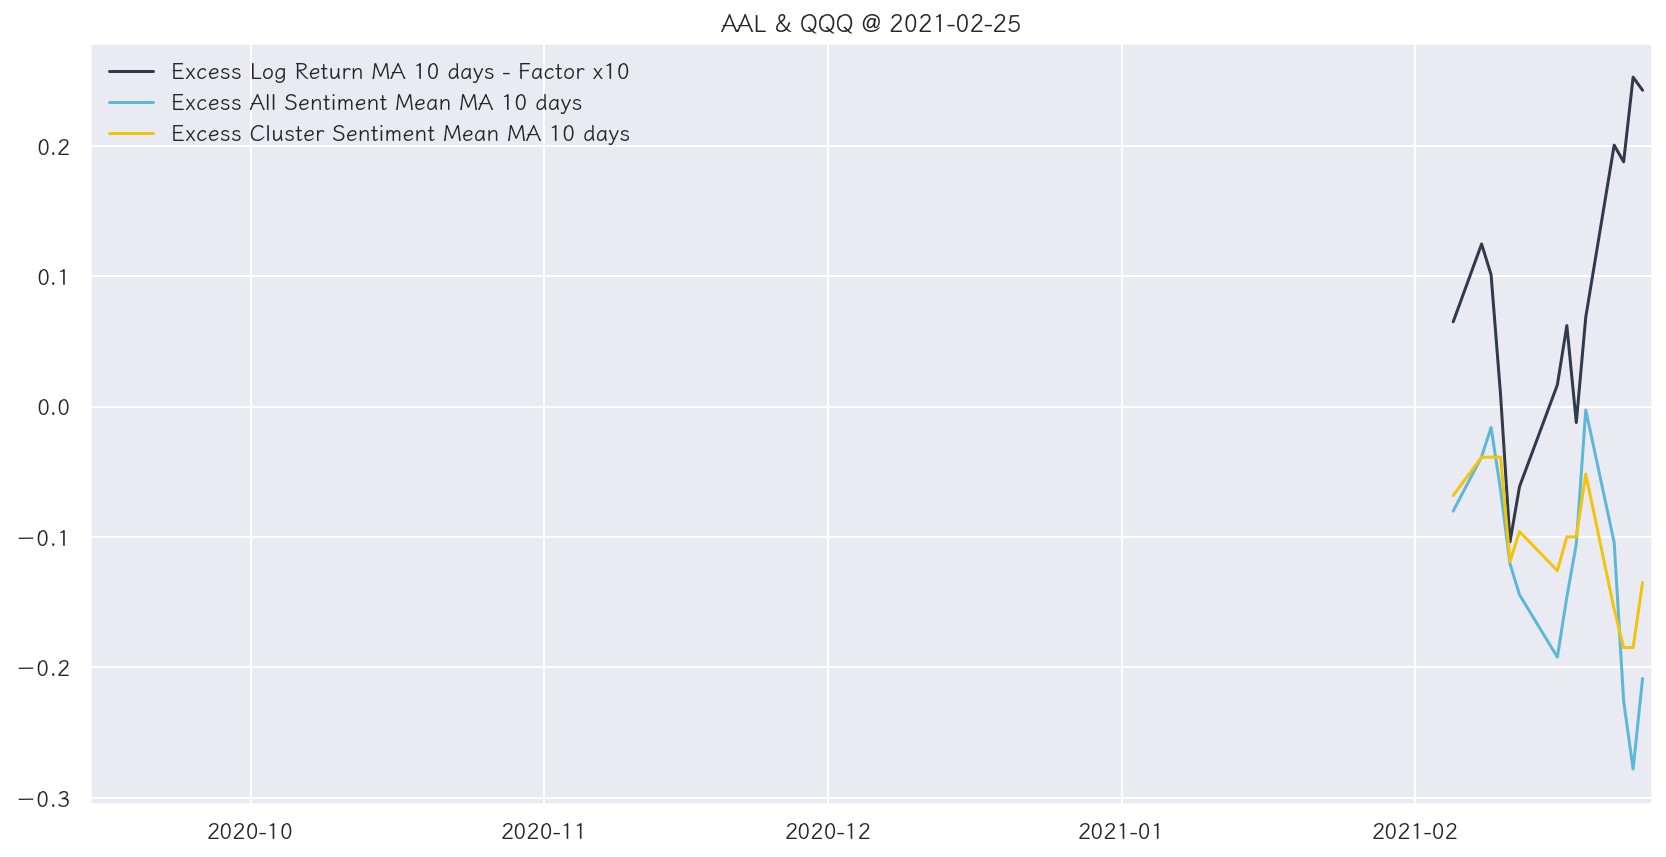 AAL & QQQ @ 2021-02-25
Excess Log Return MA 10 days - Factor x10
Excess All Sentiment Mean MA 10 days
Excess Cluster Sentiment Mean MA 10 days
0.2
0.1
0.0
−0.1
−0.2
−0.3
2020-10 2020-11 2020-12 2021-01 2021-02